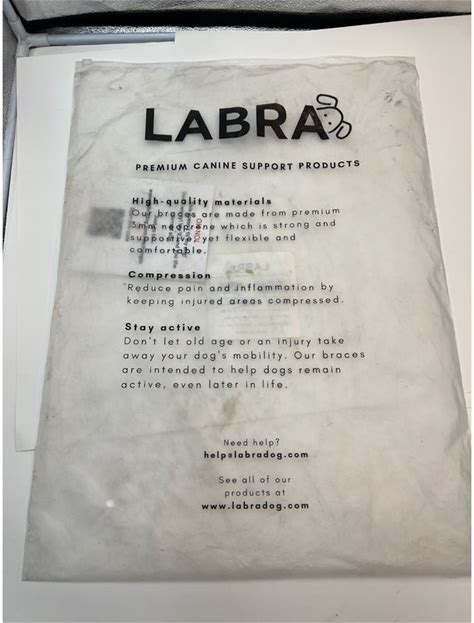 LABRA
PREMIUM CANINE SUPPORT PRODUCTS
High-quality materials
Our braces are made from premium
3mm neoprene which is strong and
supportive, yet flexible and
comfortable.
Compression
Reduce pain and inflammation by
keeping injured areas compressed.
Stay active
Don't let old age or an injury take
away your dog's mobility. Our braces
are intended to help dogs remain
active, even later in life.
Need help?
help@labradog.com
See all of our
products at
www.labradog.com